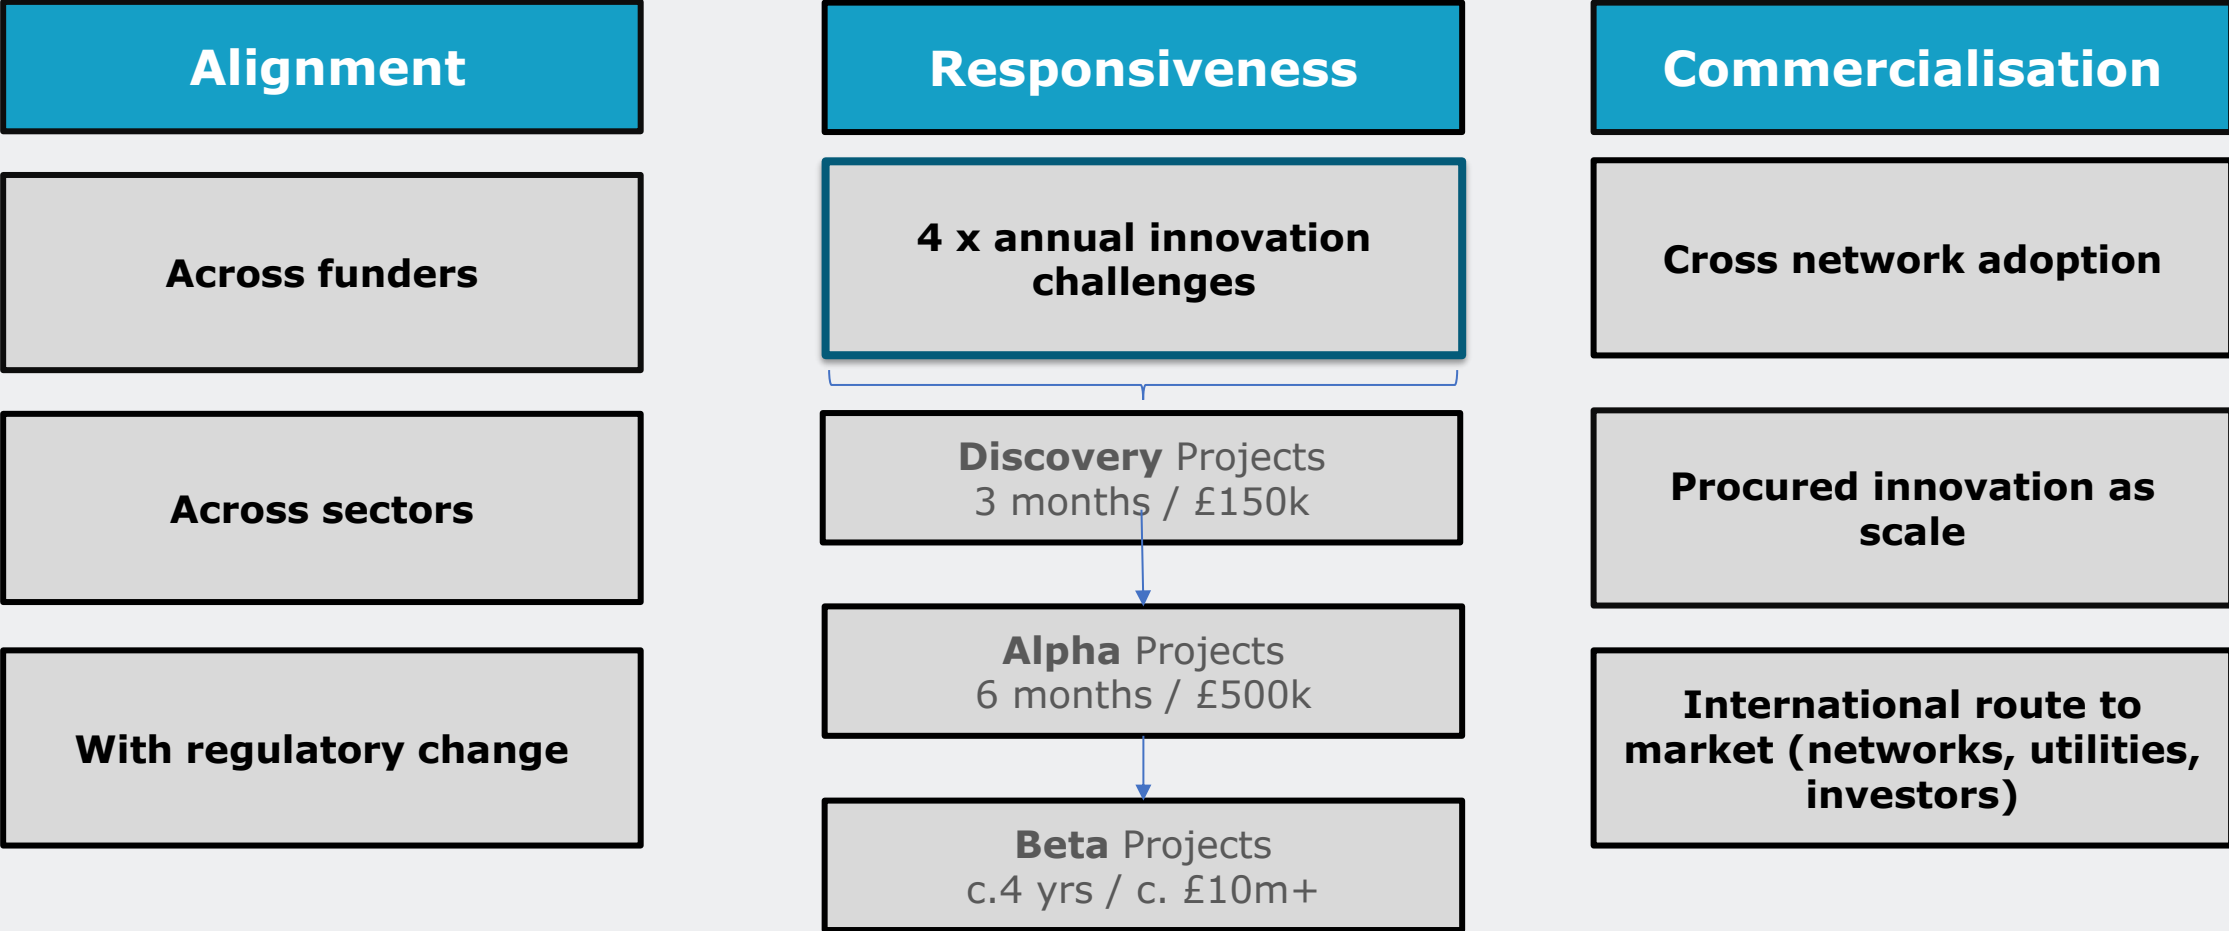 Alignment
Across funders
Across sectors
With regulatory change
Responsiveness
4 x annual innovation
challenges
Discovery Projects
3 months / £150k
Alpha Projects
6 months / £500k
Beta Projects
c.4 yrs / c. £10m+
Commercialisation
Cross network adoption
Procured innovation as
scale
International route to
market (networks, utilities,
investors)